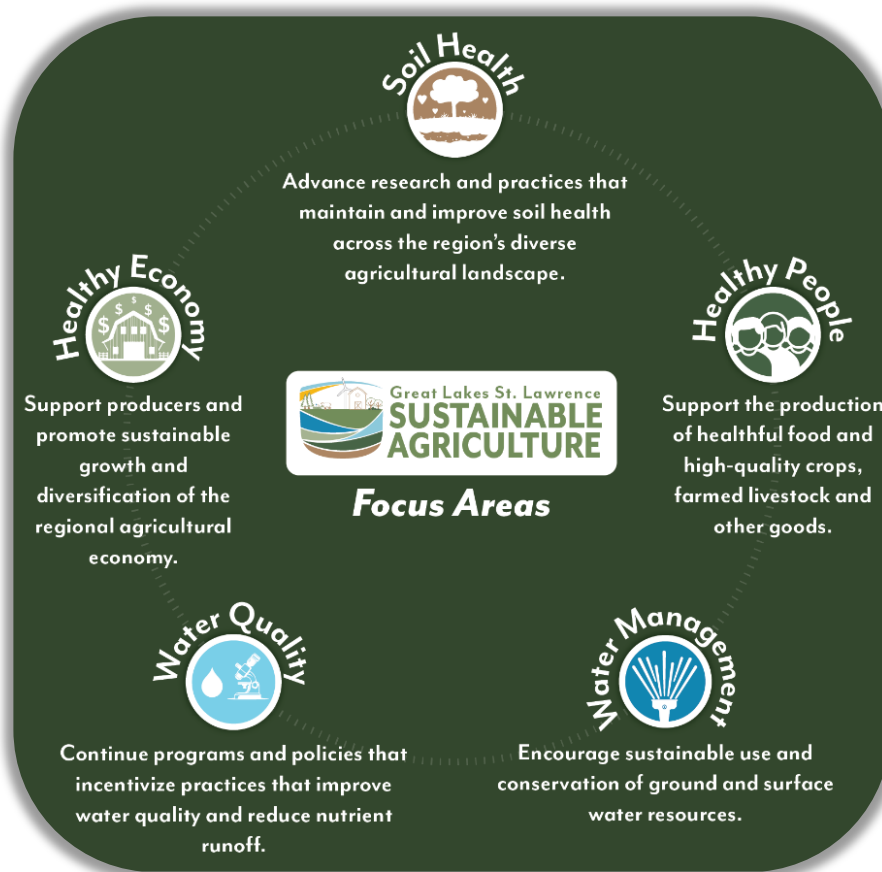 Soil Health
Advance research and practices that
maintain and improve soil health
across the region's diverse
agricultural landscape.
Healthy Economy
$ $ $ $ $
Support producers and
promote sustainable
growth and
diversification of the
regional agricultural
economy.
Great Lakes St. Lawrence
SUSTAINABLE
AGRICULTURE
Focus Areas
Healthy People
Support the production
of healthful food and
high-quality crops,
farmed livestock and
other goods.
Water Quality
Continue programs and policies that
incentivize practices that improve
water quality and reduce nutrient
runoff.
Water Management
Encourage sustainable use and
conservation of ground and surface
water resources.